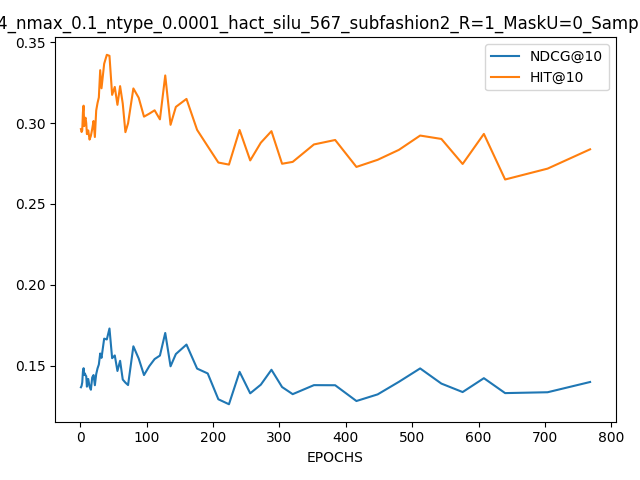 4_nmax_0.1_ntype_0.0001_hact_silu_567_subfashion2_R=1_MaskU=0_Samp
0.35
NDCG@10
HIT@10
0.30
0.25
0.20
0.15
0 100 200 300 400 500 600 700 800
EPOCHS